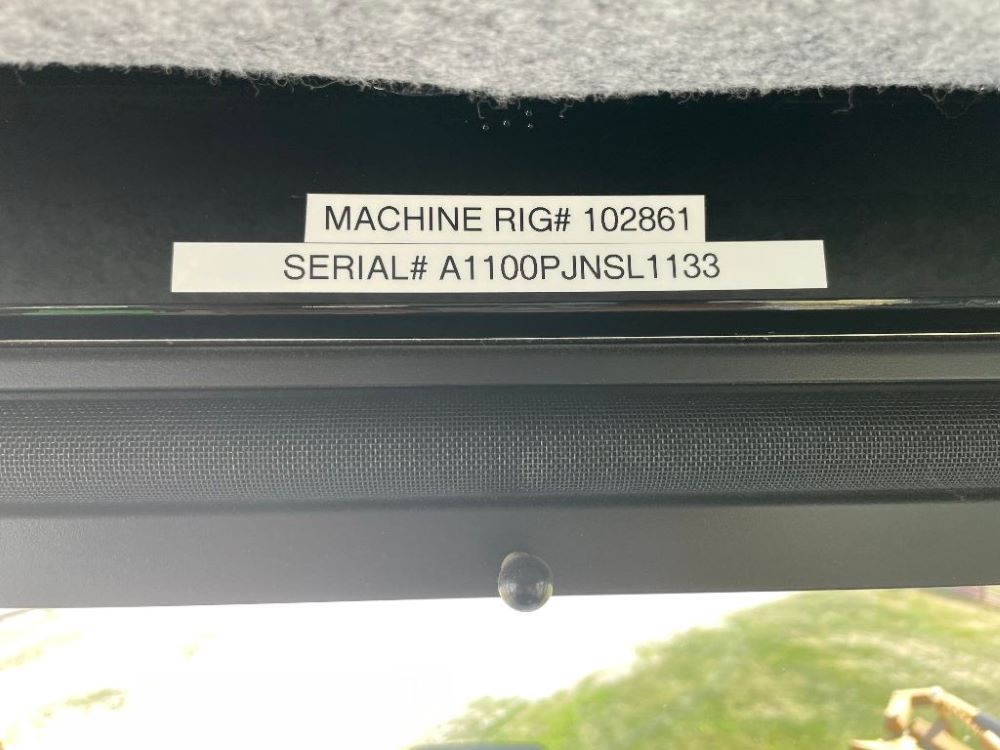 MACHINE RIG# 102861
SERIAL# A1100PJNSL1133